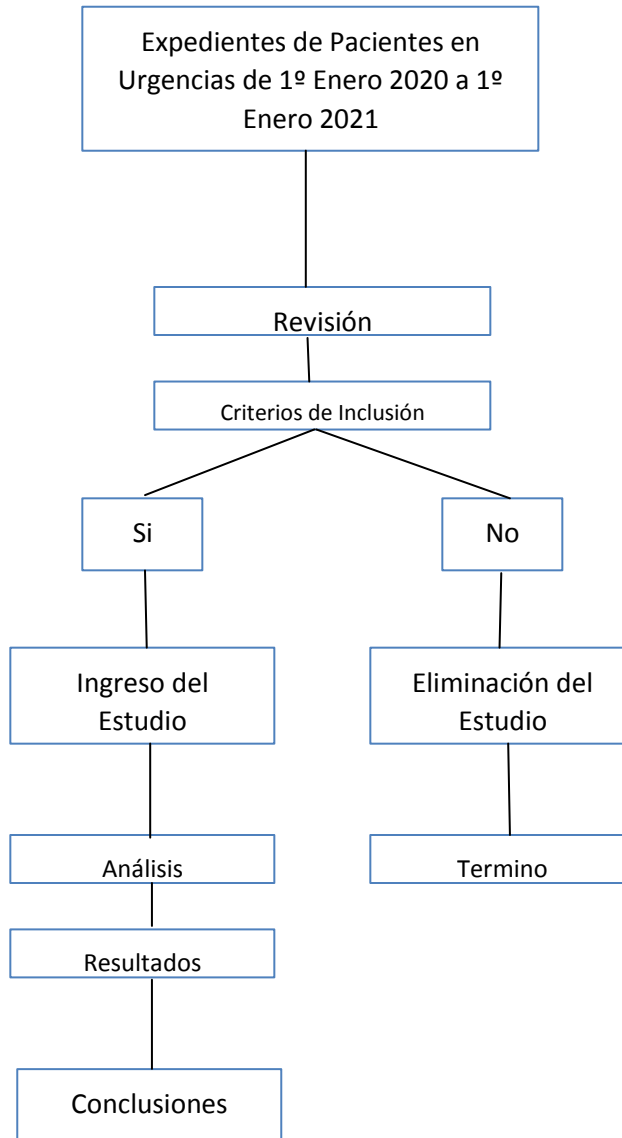 Expedientes de Pacientes en
Urgencias de 1º Enero 2020 a 1º
Enero 2021
Revisión
Criterios de Inclusión
Si
No
Ingreso del
Estudio
Eliminación del
Estudio
Análisis
Termino
Resultados
Conclusiones